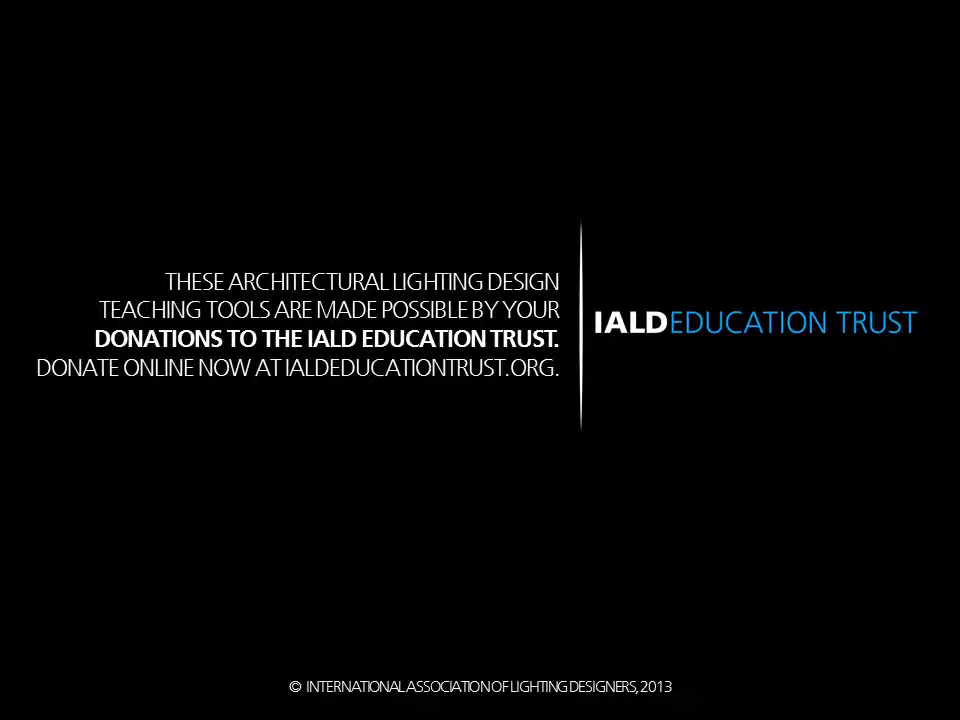 THESE ARCHITECTURAL LIGHTING DESIGN
TEACHING TOOLS ARE MADE POSSIBLE BY YOUR
DONATIONS TO THE IALD EDUCATION TRUST.
DONATE ONLINE NOW AT IALDEDUCATIONTRUST.ORG.
IALDEDUCATION TRUST
© INTERNATIONAL ASSOCIATION OF LIGHTING DESIGNERS, 2013